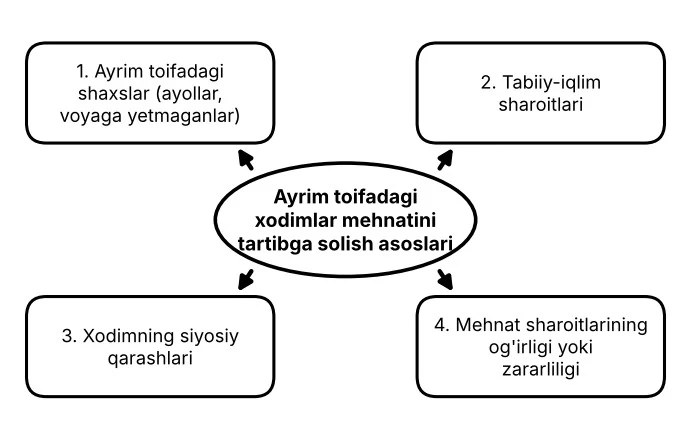 1. Ayrim toifadagi
shaxslar (ayollar,
voyaga yetmaganlar)
2. Tabiiy-iqlim
sharoitlari
Ayrim toifadagi
xodimlar mehnatini
tartibga solish asoslari
3. Xodimning siyosiy
qarashlari
4. Mehnat sharoitlarining
og'irligi yoki
zararliligi